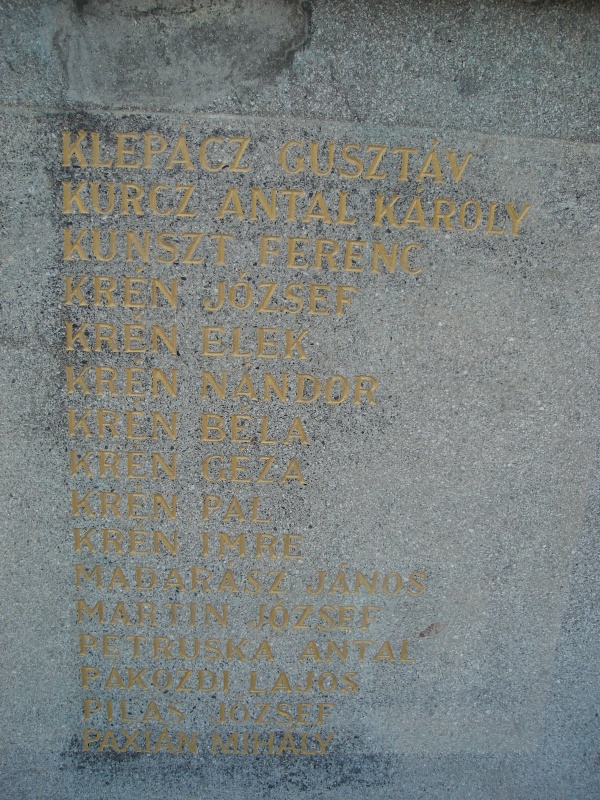 KLEPÁCZ GUSZTÁV
KURCZ ANTAL KÁROLY
KUNSZT FERENC
KRÉN JÓZSEF
KRÉN ELEK
KRÉN NÁNDOR
KRÉN BÉLA
KRÉN GÉZA
KRÉN PÁL
KRÉN IMRE
MADARÁSZ JÁNOS
MARTIN JÓZSEF
PETRUSKA ANTAL
PÁKOZDI LAJOS
PILÁS JÓZSEF
PAXIÁN MIHÁLY